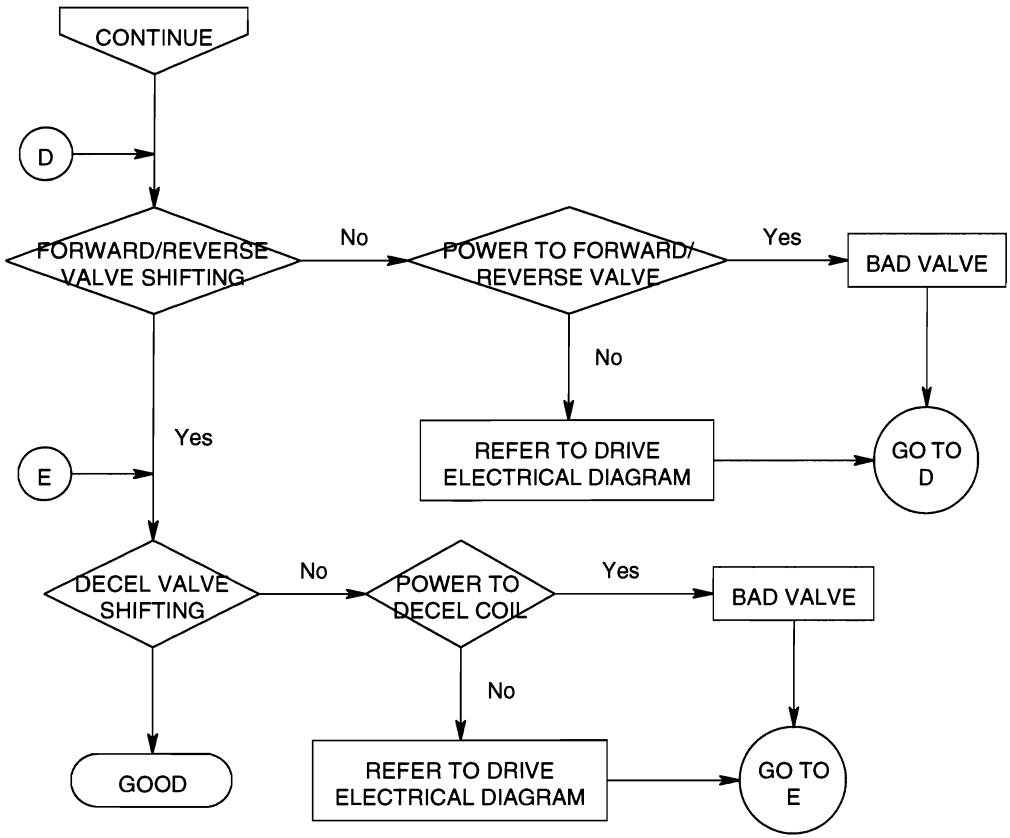 CONTINUE
D
FORWARD/REVERSE
VALVE SHIFTING
No
POWER TO FORWARD/
REVERSE VALVE
Yes
BAD VALVE
No
Yes
REFER TO DRIVE
ELECTRICAL DIAGRAM
GO TO
D
E
DECEL VALVE
SHIFTING
No
POWER TO
DECEL COIL
Yes
BAD VALVE
No
GOOD
REFER TO DRIVE
ELECTRICAL DIAGRAM
GO TO
E